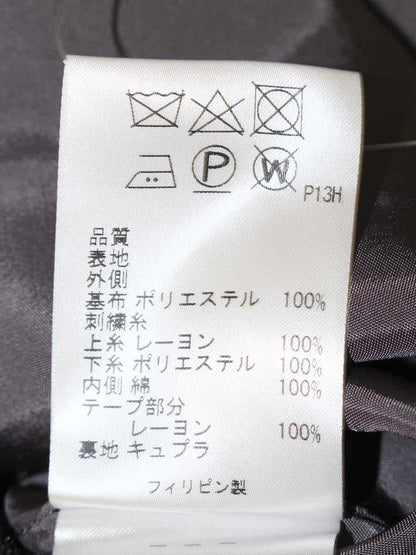 P W
P13H
品質
表地
外側
基布 ポリエステル 100%
刺繍糸
上糸 レーヨン 100%
下糸 ポリエステル 100%
内側 綿 100%
テープ部分
レーヨン 100%
裏地 キュプラ
フィリピン製